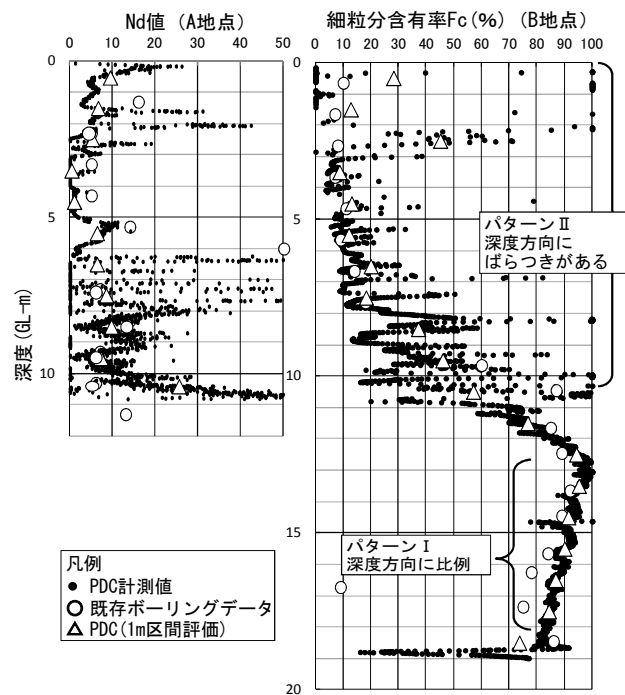 Nd値 (A地点)
0 10 20 30 40 50
0
5
10
深度(GL-m)
細粒分含有率Fc(%) (B地点)
0 10 20 30 40 50 60 70 80 90 100
0
5
10
15
20
パターンⅡ
深度方向に
ばらつきがある
パターンⅠ
深度方向に比例
凡例
PDC計測値
既存ボーリングデータ
PDC(1m区間評価)